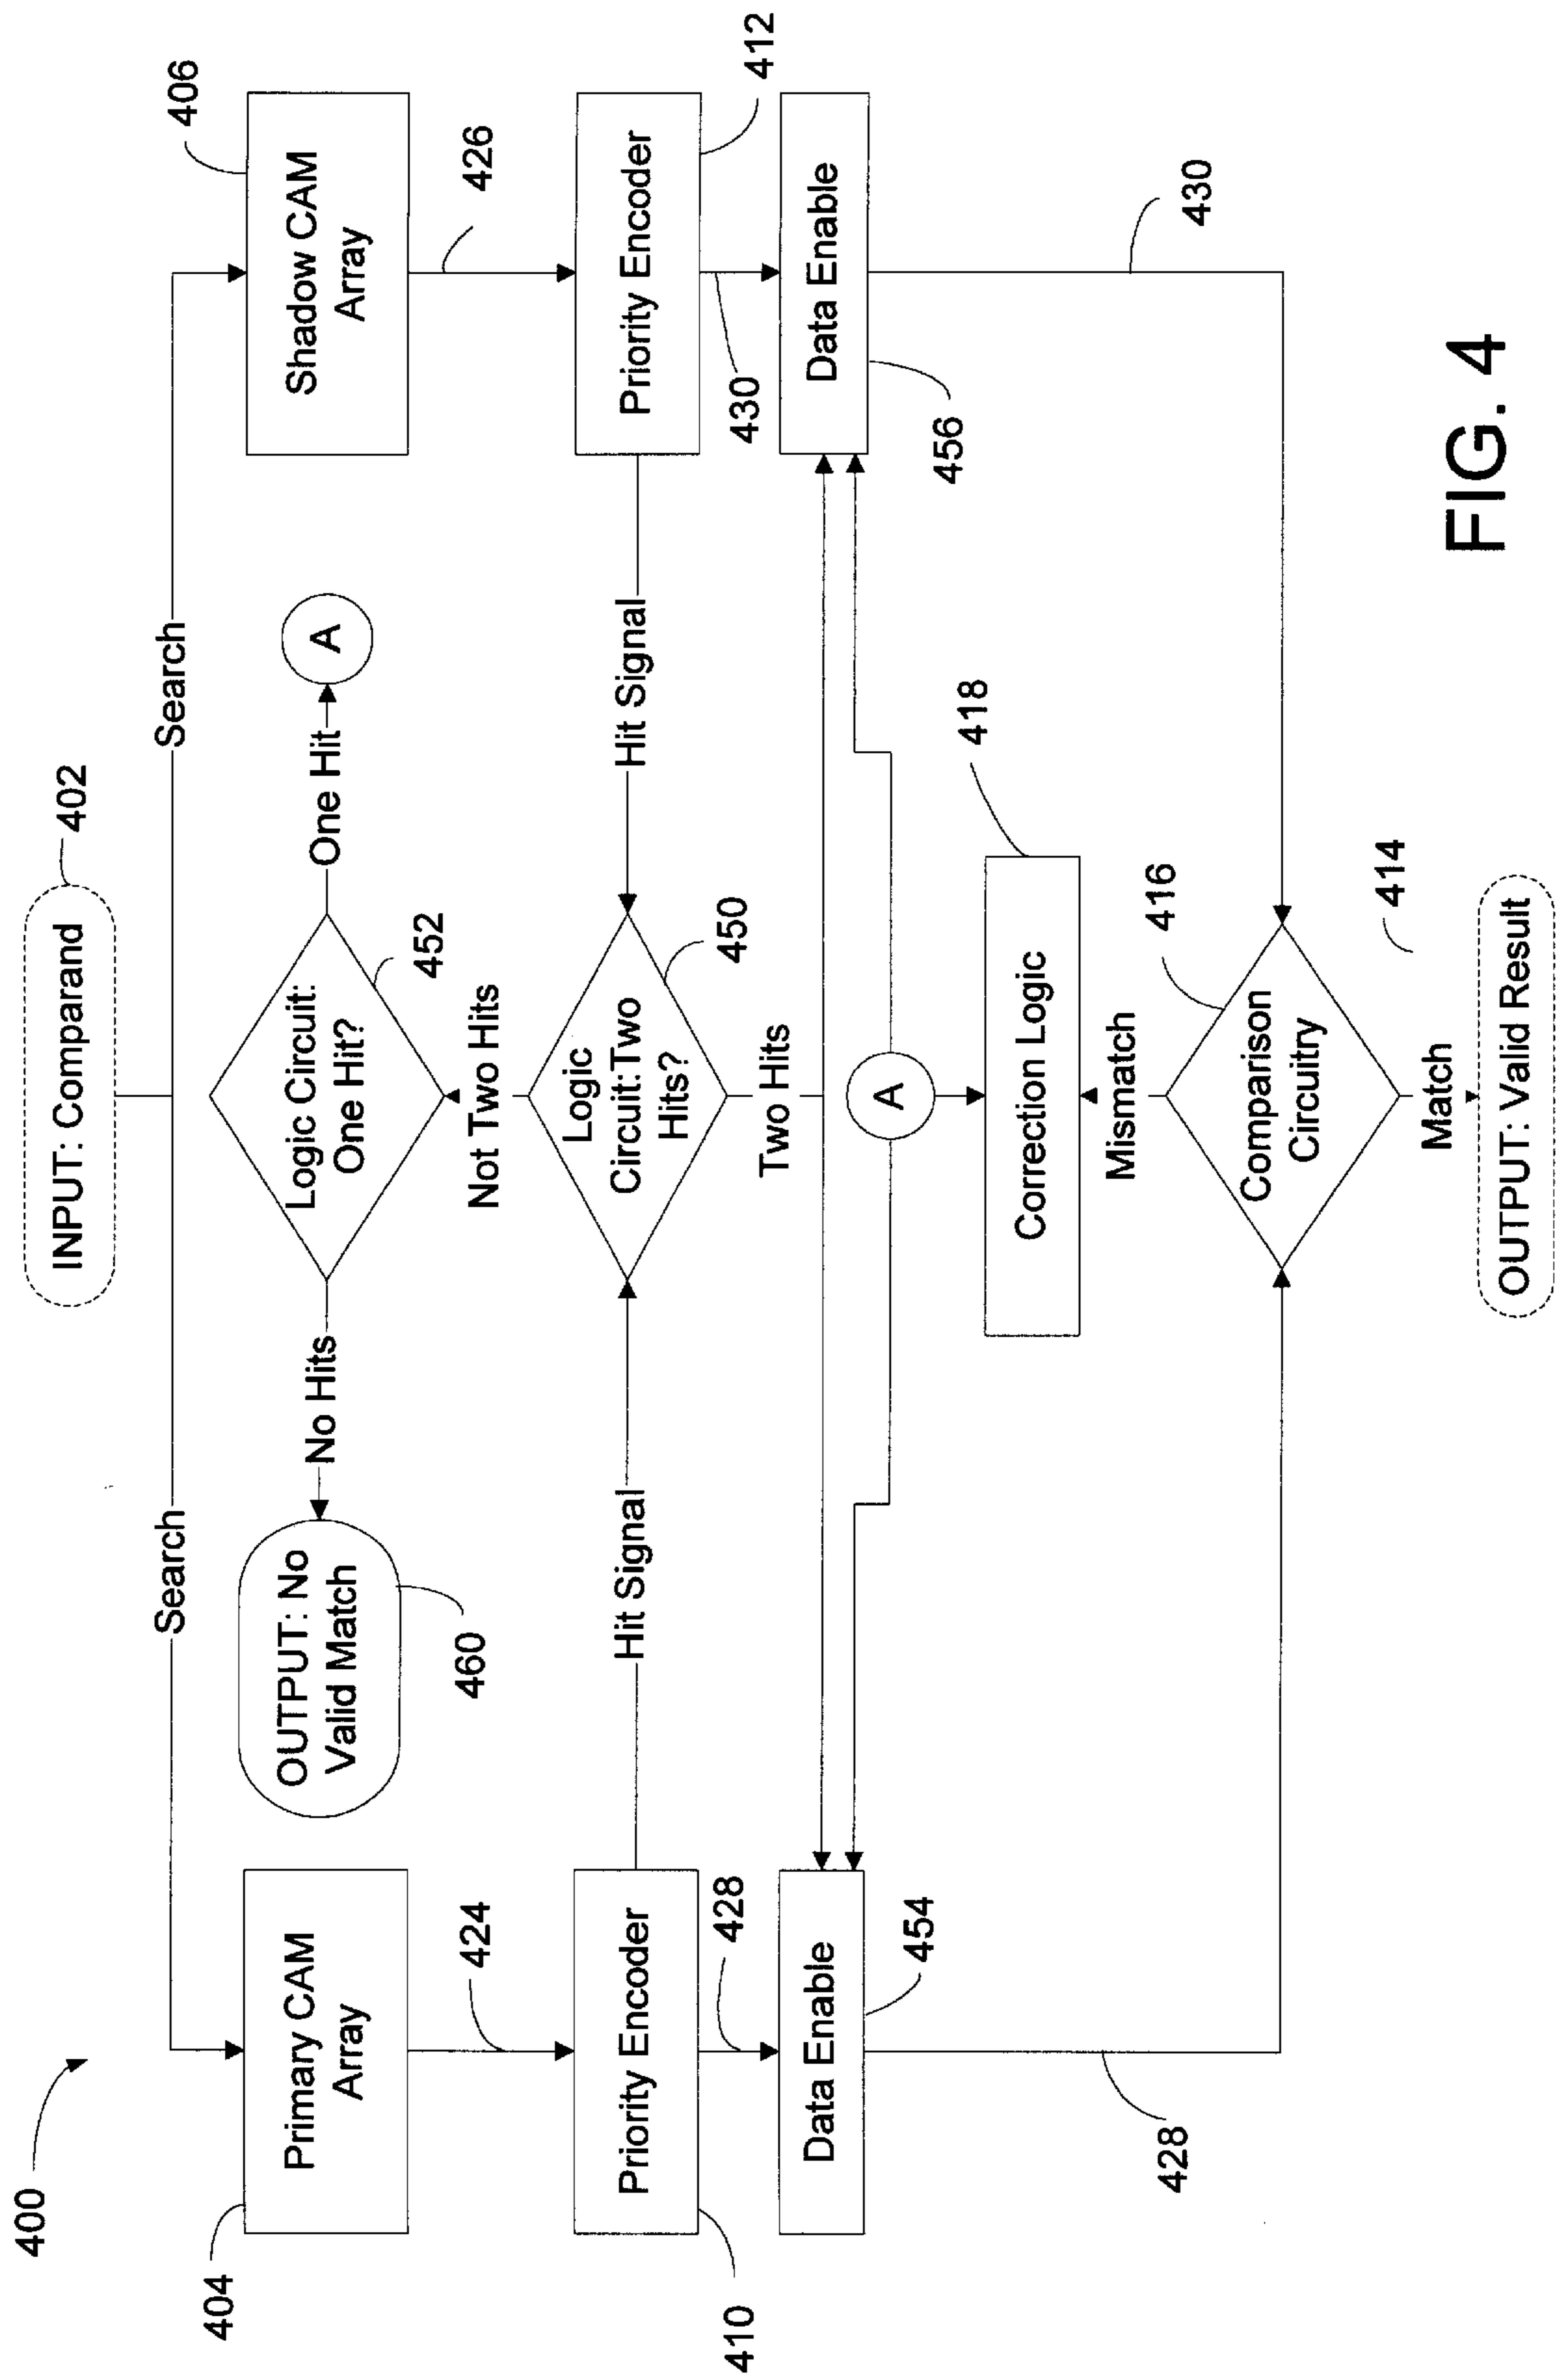 400
INPUT: Comparand
402
Search
Search
404
Primary CAM
Array
OUTPUT: No
Valid Match
460
No Hits
Logic Circuit:
One Hit?
452
One Hit
A
Shadow CAM
Array
406
424
Not Two Hits
426
410
Priority Encoder
Hit Signal
Logic
Circuit:Two
Hits?
450
Hit Signal
Priority Encoder
412
428
Two Hits
430
Data Enable
454
A
Data Enable
456
Correction Logic
418
428
Mismatch
430
Comparison
Circuitry
416
Match
414
OUTPUT: Valid Result
FIG. 4